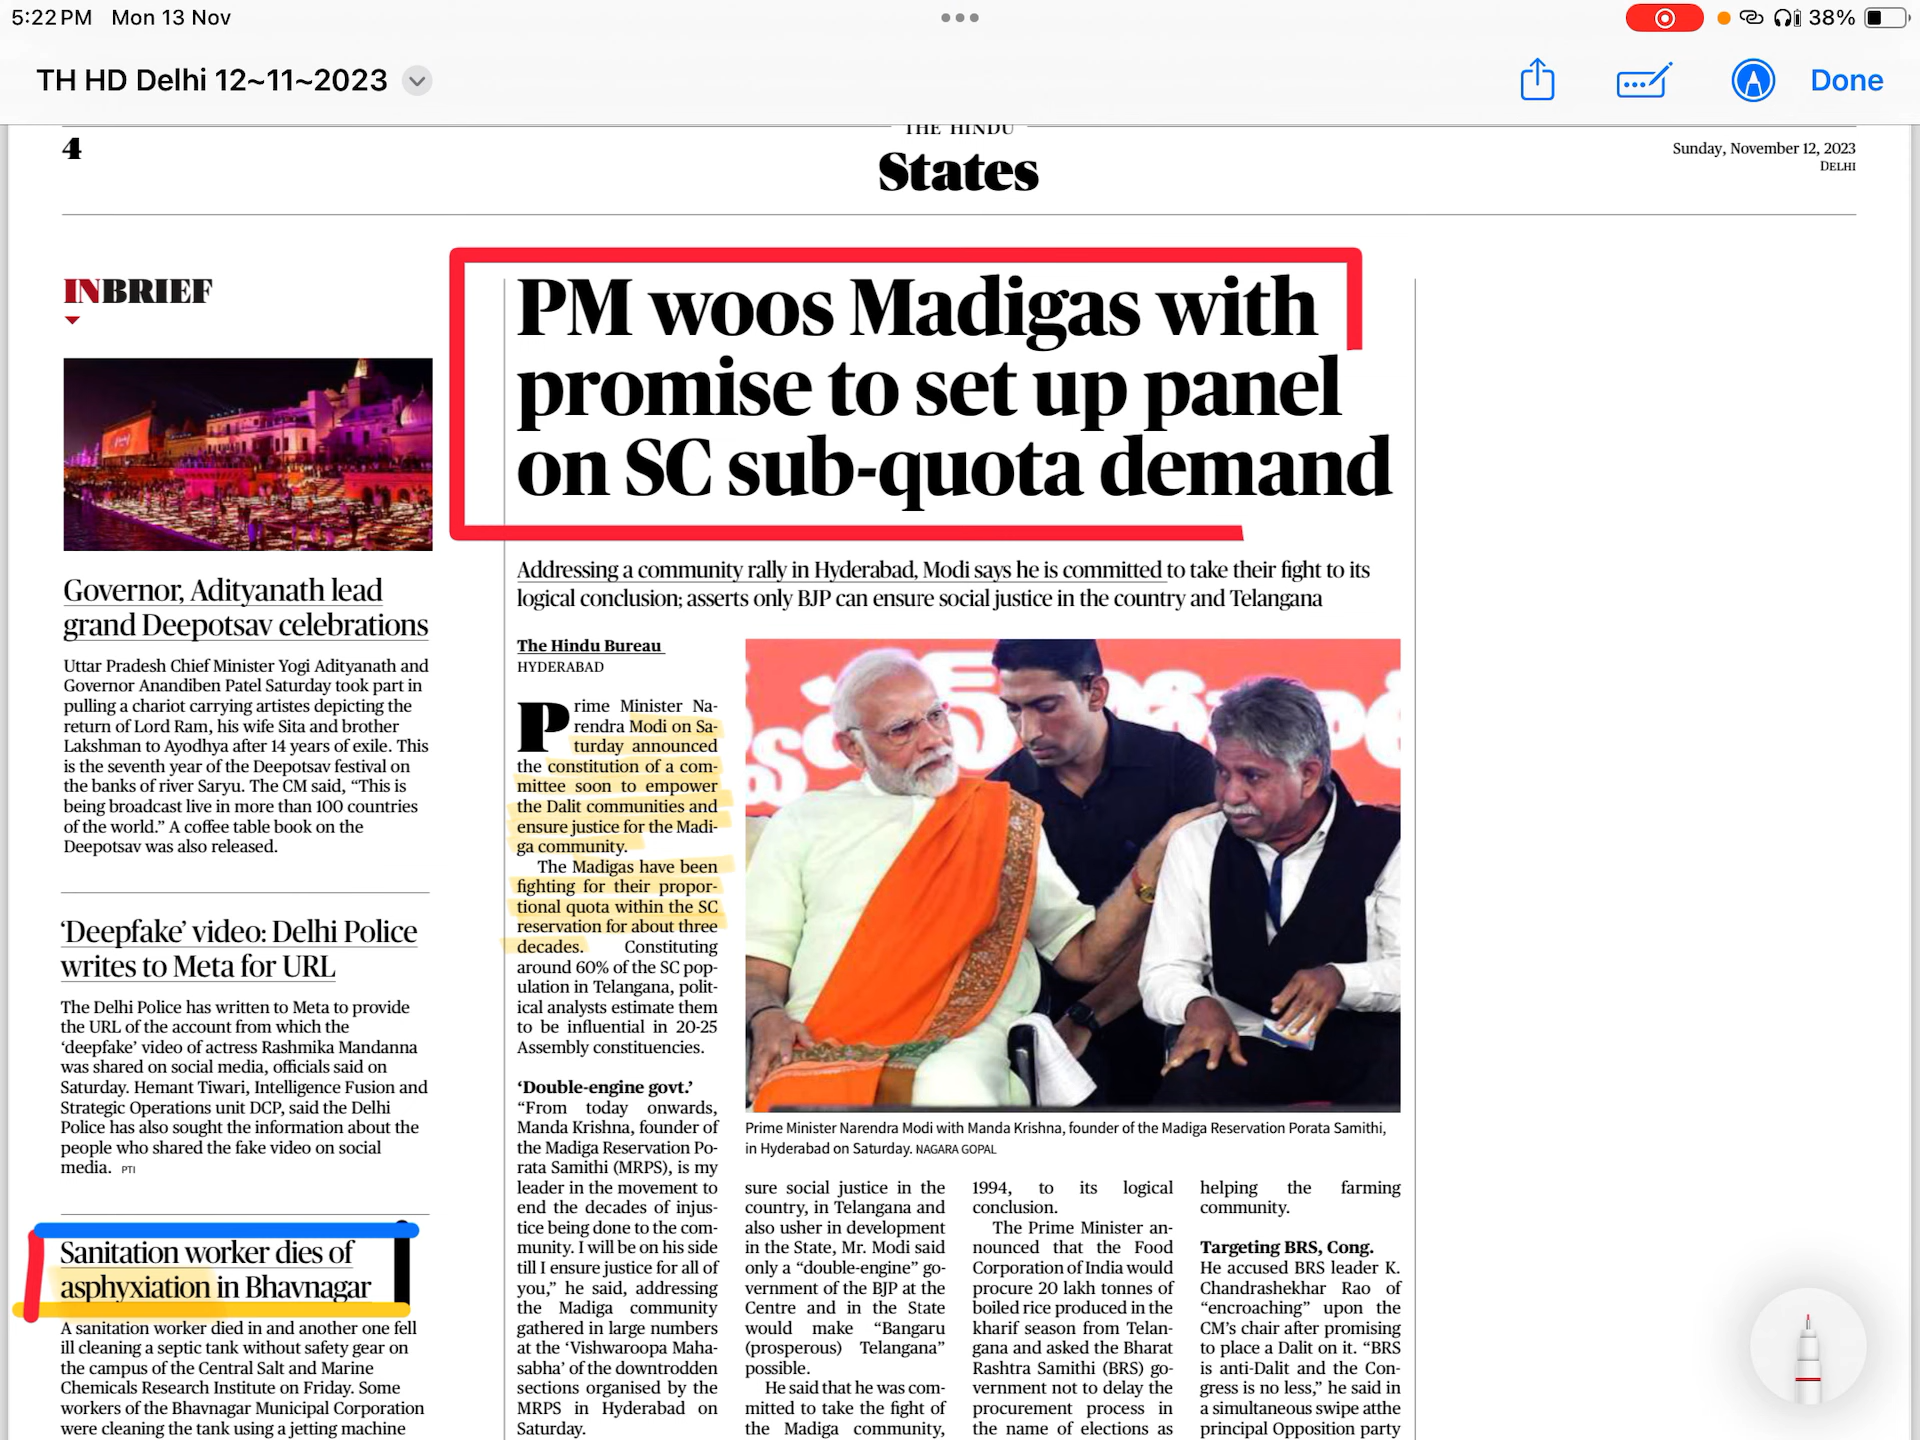 5:22 PM Mon 13 Nov
38%
TH HD Delhi 12~11~2023
Done
4
THE HINDU
States
Sunday, November 12, 2023
DELHI
INBRIEF
Governor, Adityanath lead
grand Deepotsav celebrations
Uttar Pradesh Chief Minister Yogi Adityanath and
Governor Anandiben Patel Saturday took part in
pulling a chariot carrying artistes depicting the
return of Lord Ram, his wife Sita and brother
Lakshman to Ayodhya after 14 years of exile. This
is the seventh year of the Deepotsav festival on
the banks of river Saryu. The CM said, “This is
being broadcast live in more than 100 countries
of the world.” A coffee table book on the
Deepotsav was also released.
‘Deepfake’ video: Delhi Police
writes to Meta for URL
The Delhi Police has written to Meta to provide
the URL of the account from which the
‘deepfake’ video of actress Rashmika Mandanna
was shared on social media, officials said on
Saturday. Hemant Tiwari, Intelligence Fusion and
Strategic Operations unit DCP, said the Delhi
Police has also sought the information about the
people who shared the fake video on social
media. PTI
Sanitation worker dies of
asphyxiation in Bhavnagar
A sanitation worker died in and another one fell
ill cleaning a septic tank without safety gear on
the campus of the Central Salt and Marine
Chemicals Research Institute on Friday. Some
workers of the Bhavnagar Municipal Corporation
were cleaning the tank using a jetting machine
PM woos Madigas with
promise to set up panel
on SC sub-quota demand
Addressing a community rally in Hyderabad, Modi says he is committed to take their fight to its
logical conclusion; asserts only BJP can ensure social justice in the country and Telangana
The Hindu Bureau
HYDERABAD
Prime Minister Na-
rendra Modi on Sa-
turday announced
the constitution of a com-
mittee soon to empower
the Dalit communities and
ensure justice for the Madi-
ga community.
The Madigas have been
fighting for their propor-
tional quota within the SC
reservation for about three
decades. Constituting
around 60% of the SC pop-
ulation in Telangana, polit-
ical analysts estimate them
to be influential in 20-25
Assembly constituencies.
‘Double-engine govt.’
“From today onwards,
Manda Krishna, founder of
the Madiga Reservation Po-
rata Samithi (MRPS), is my
leader in the movement to
end the decades of injus-
tice being done to the com-
munity. I will be on his side
till I ensure justice for all of
you,” he said, addressing
the Madiga community
gathered in large numbers
at the ‘Vishwaroopa Maha-
sabha’ of the downtrodden
sections organised by the
MRPS in Hyderabad on
Saturday.
Prime Minister Narendra Modi with Manda Krishna, founder of the Madiga Reservation Porata Samithi,
in Hyderabad on Saturday. NAGARA GOPAL
sure social justice in the
country, in Telangana and
also usher in development
in the State, Mr. Modi said
only a “double-engine” go-
vernment of the BJP at the
Centre and in the State
would make “Bangaru
(prosperous) Telangana”
possible.
He said that he was com-
mitted to take the fight of
the Madiga community,
1994, to its logical
conclusion.
The Prime Minister an-
nounced that the Food
Corporation of India would
procure 20 lakh tonnes of
boiled rice produced in the
kharif season from Telan-
gana and asked the Bharat
Rashtra Samithi (BRS) go-
vernment not to delay the
procurement process in
the name of elections as
helping the farming
community.
Targeting BRS, Cong.
He accused BRS leader K.
Chandrashekhar Rao of
“encroaching” upon the
CM’s chair after promising
to place a Dalit on it. “BRS
is anti-Dalit and the Con-
gress is no less,” he said in
a simultaneous swipe atthe
principal Opposition party